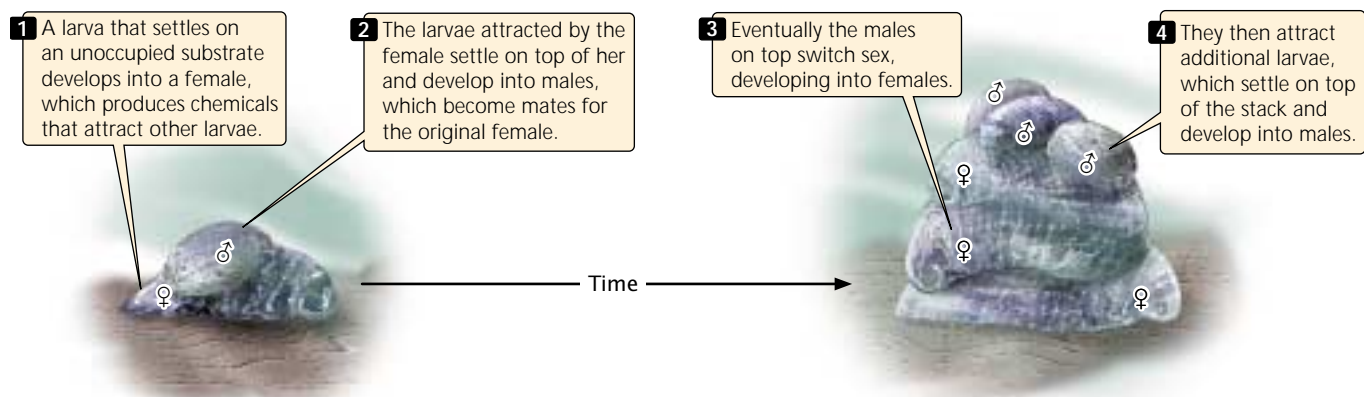 1 A larva that settles on
an unoccupied substrate
develops into a female,
which produces chemicals
that attract other larvae.
2 The larvae attracted by the
female settle on top of her
and develop into males,
which become mates for
the original female.
3 Eventually the males
on top switch sex,
developing into females.
4 They then attract
additional larvae,
which settle on top
of the stack and
develop into males.
♂
♀
Time
♂
⚥
♂
♀
♀
♀